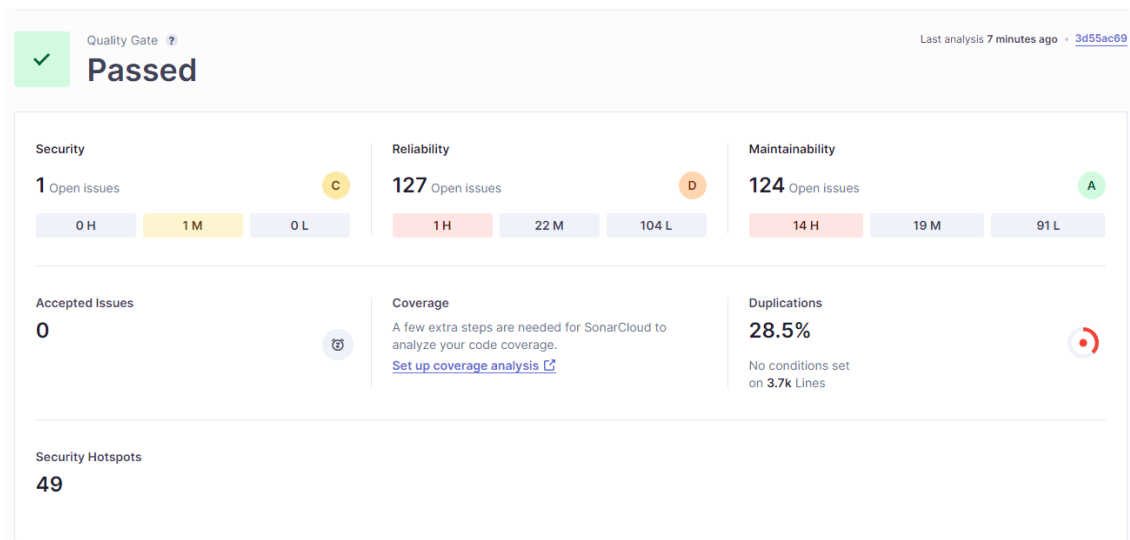 Quality Gate ?
Passed
Last analysis 7 minutes ago • 3d55ac69
Security
1 Open issues
C
0 H
1 M
0 L
Reliability
127 Open issues
D
1 H
22 M
104 L
Maintainability
124 Open issues
A
14 H
19 M
91 L
Accepted Issues
0
Coverage
A few extra steps are needed for SonarCloud to
analyze your code coverage.
Set up coverage analysis
Duplications
28.5%
No conditions set
on 3.7k Lines
Security Hotspots
49